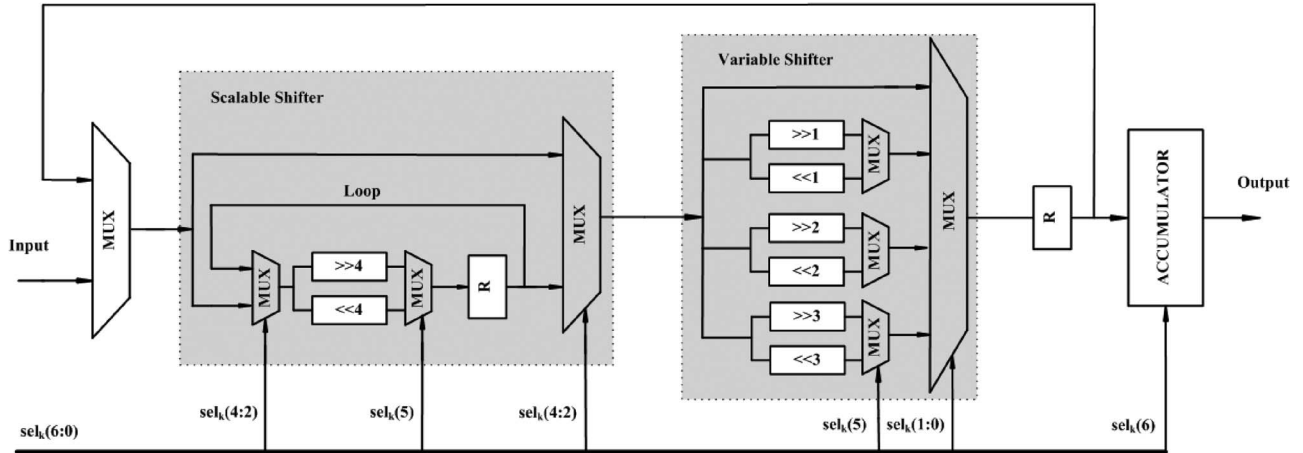 Variable Shifter
Scalable Shifter
>>1
<<1
MUX
>>2
<<2
MUX
>>3
<<3
MUX
MUX
R
ACCUMULATOR
Output
Input
MUX
Loop
MUX
>>4
<<4
MUX
R
MUX
selk(6:0)
selk(4:2)
selk(5)
selk(4:2)
selk(5)
selk(1:0)
selk(6)